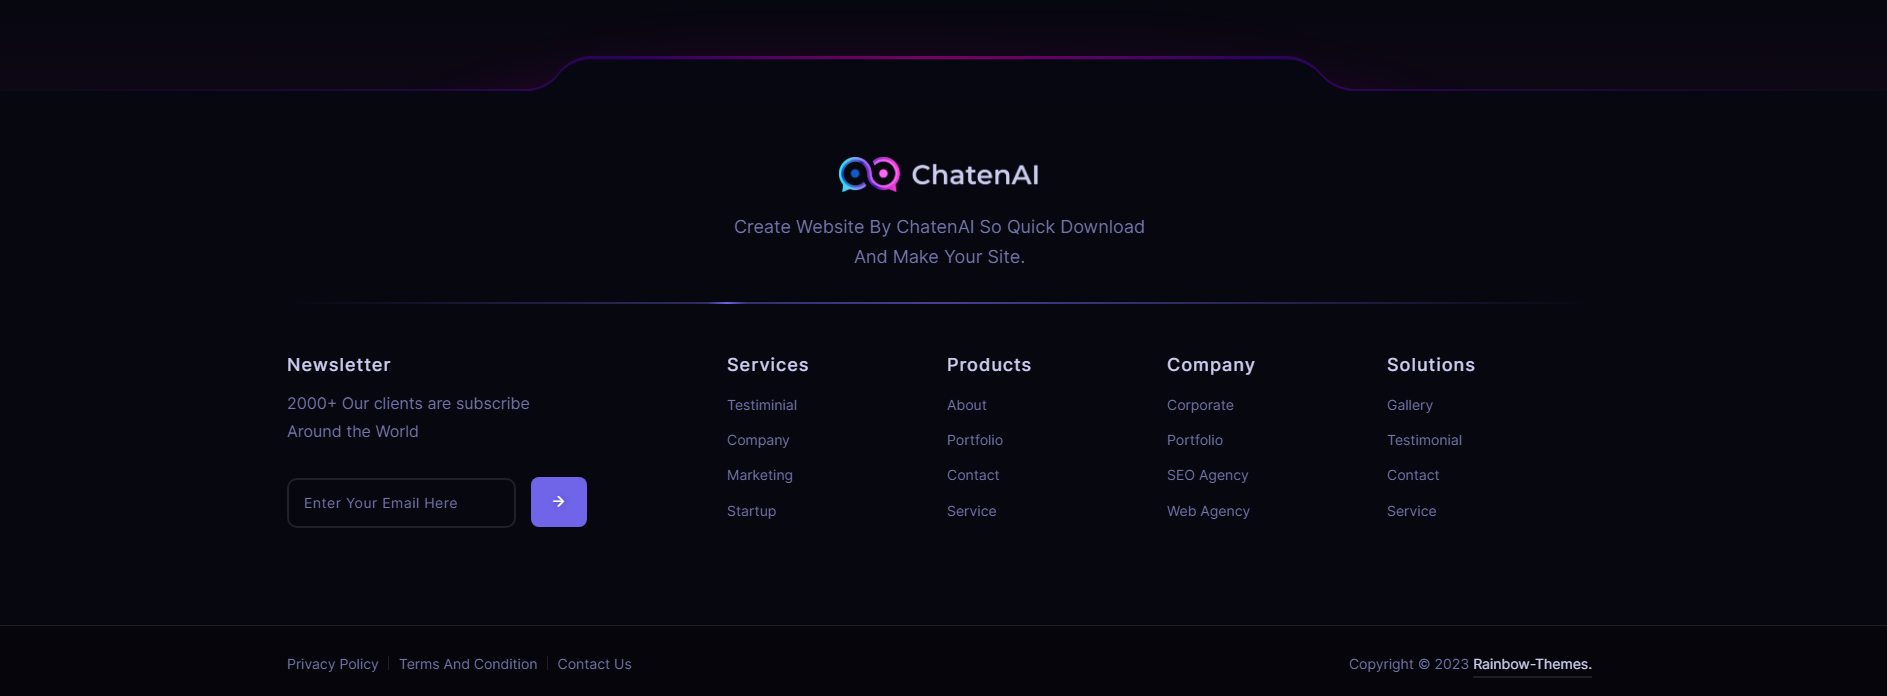 ChatenAI
Create Website By ChatenAI So Quick Download
And Make Your Site.
Newsletter
2000+ Our clients are subscribe
Around the World
Enter Your Email Here
Services
Testiminial
Company
Marketing
Startup
Products
About
Portfolio
Contact
Service
Company
Corporate
Portfolio
SEO Agency
Web Agency
Solutions
Gallery
Testimonial
Contact
Service
Privacy Policy
Terms And Condition
Contact Us
Copyright © 2023 Rainbow-Themes.